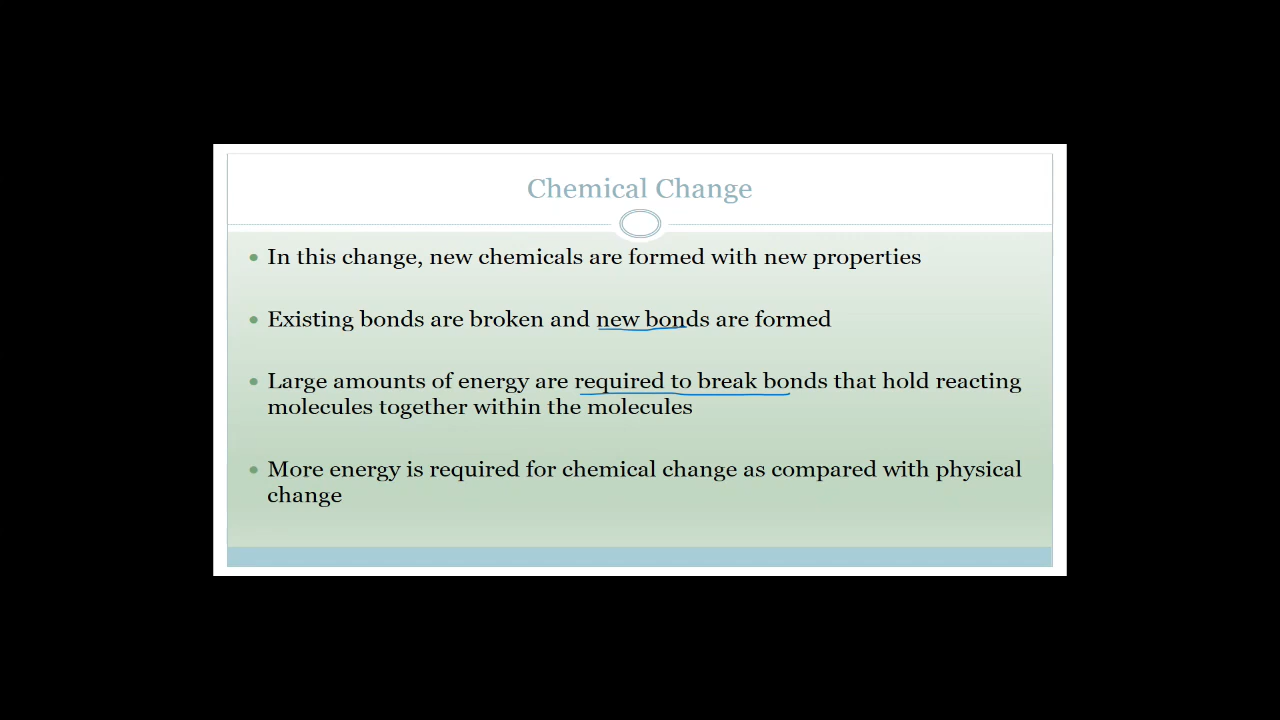 Chemical Change
• In this change, new chemicals are formed with new properties
• Existing bonds are broken and new bonds are formed
• Large amounts of energy are required to break bonds that hold reacting
molecules together within the molecules
• More energy is required for chemical change as compared with physical
change